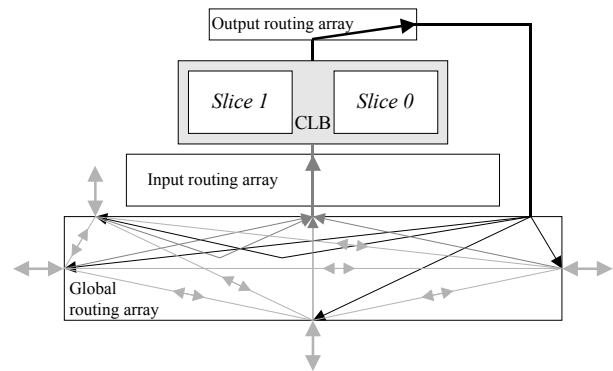 Output routing array
Slice 1
Slice 0
CLB
Input routing array
Global
routing array